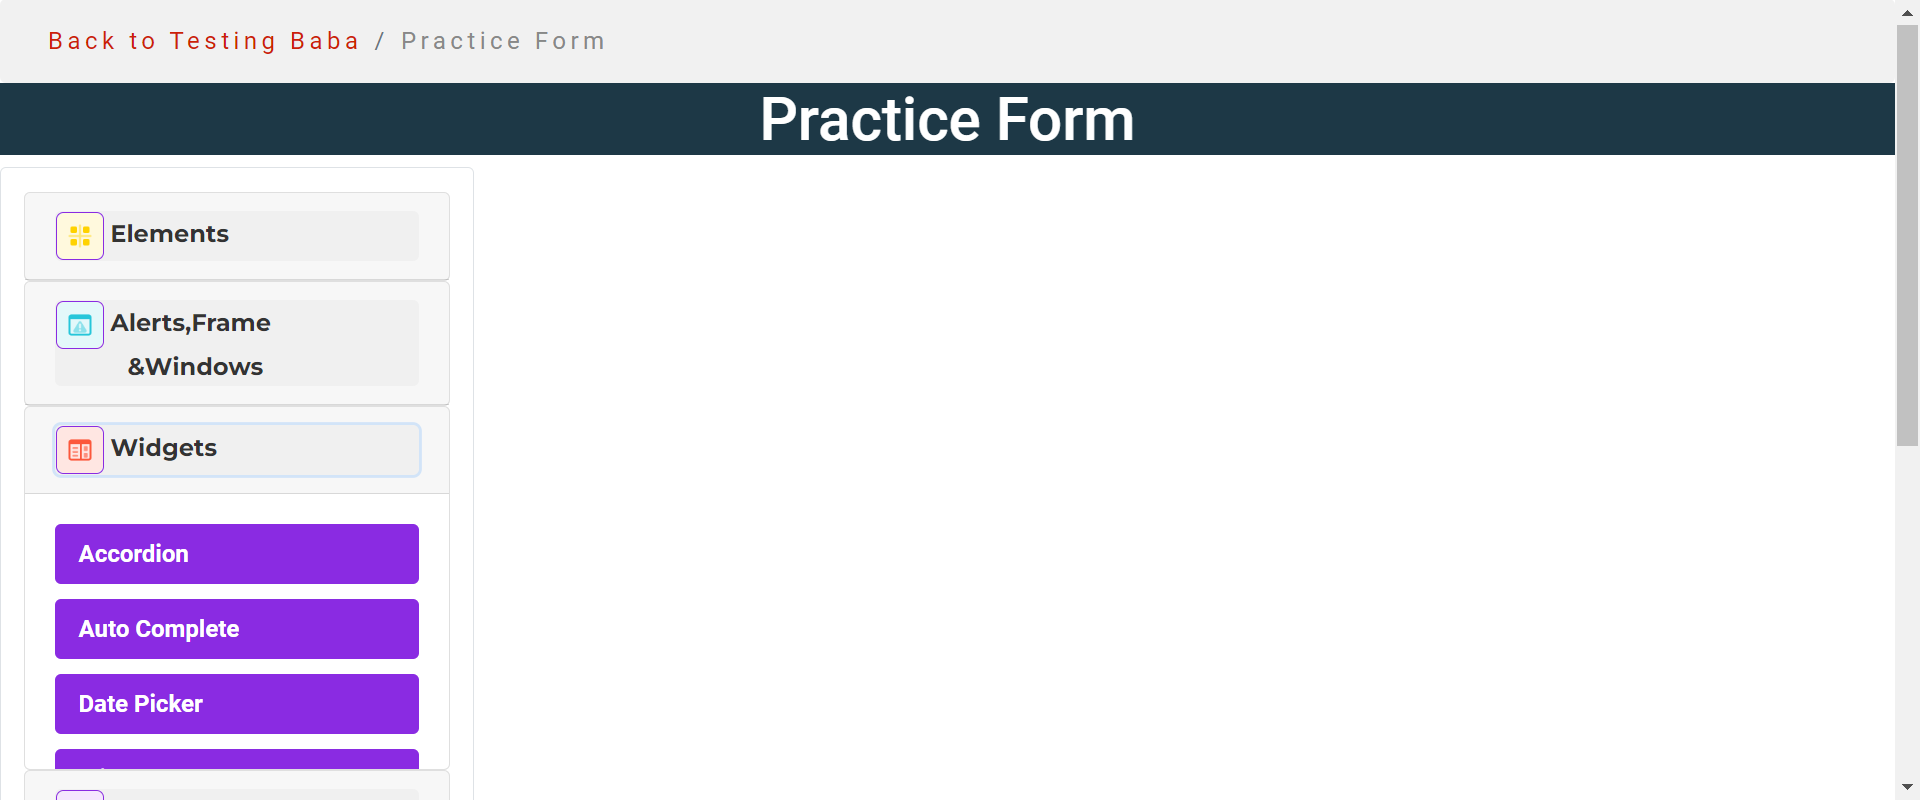 Back to Testing Baba / Practice Form
Practice Form
Elements
Alerts,Frame
&Windows
Widgets
Accordion
Auto Complete
Date Picker